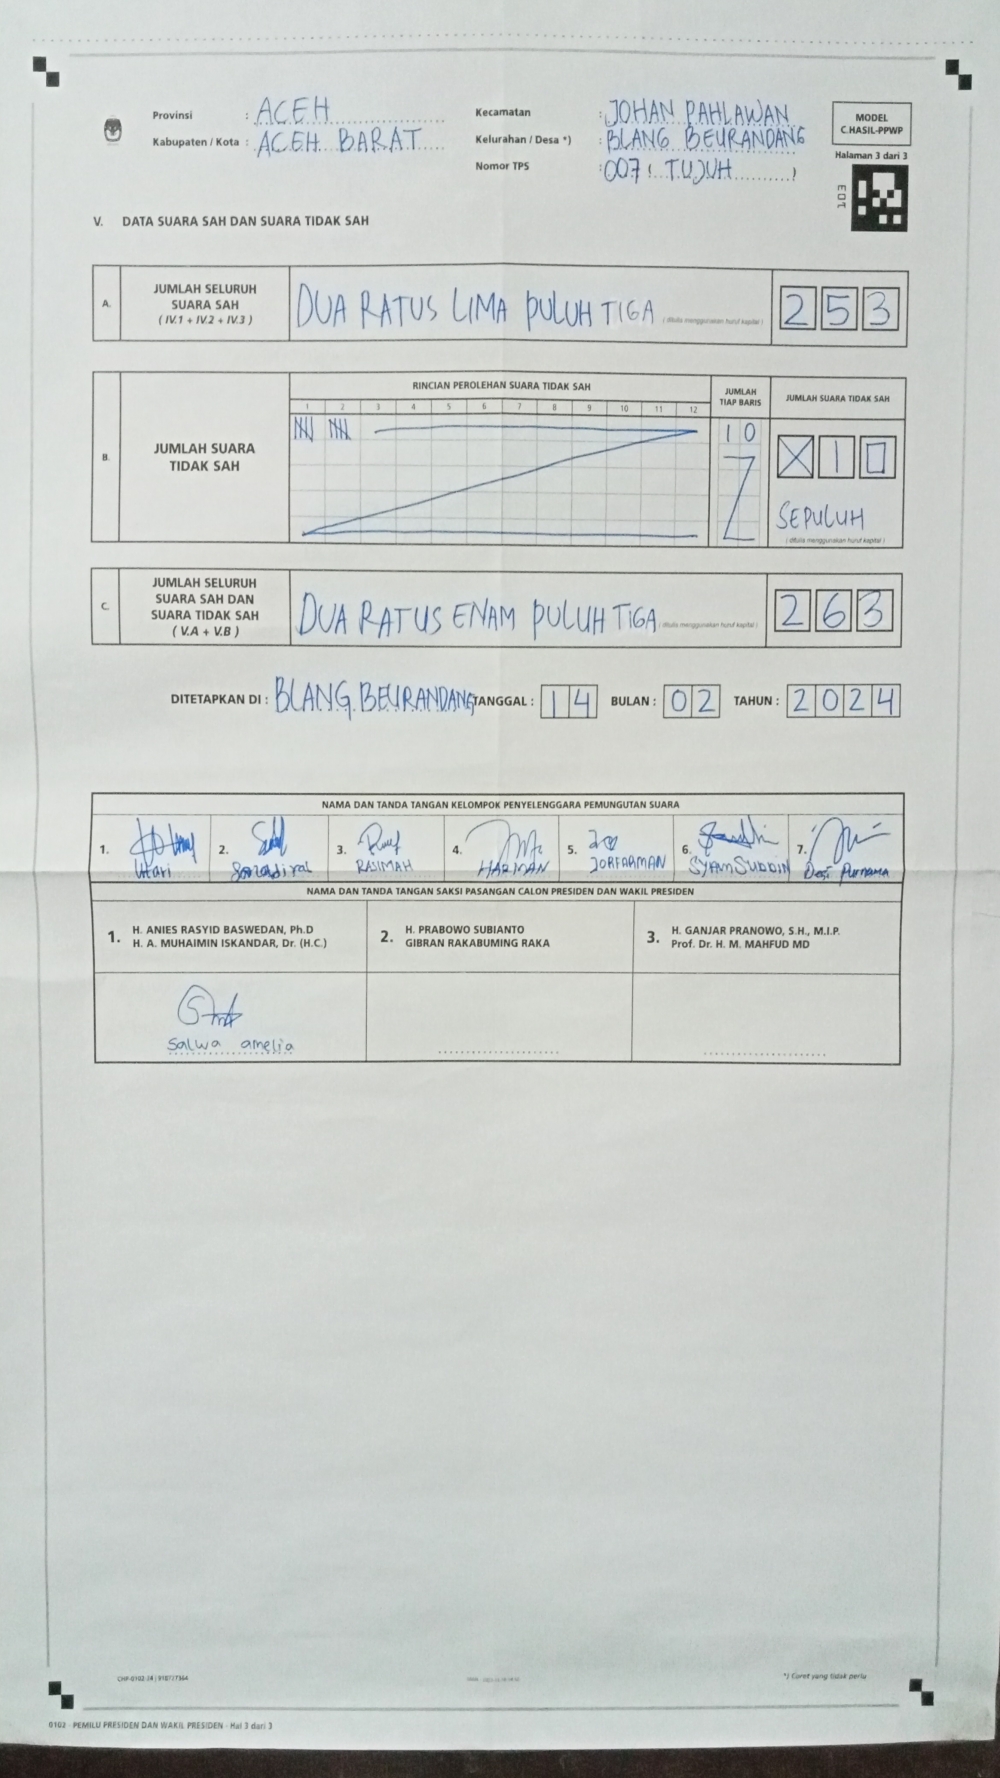 Provinsi : ACEH
Kabupaten / Kota : ACEH BARAT
Kecamatan : JOHAN PAHLAWAN
Kelurahan / Desa *) : BLANG BEURANDANG
Nomor TPS : 007 ( TUJUH )
MODEL
C.HASIL-PPWP
Halaman 3 dari 3
V. DATA SUARA SAH DAN SUARA TIDAK SAH
A.
JUMLAH SELURUH
SUARA SAH
( IV.1 + IV.2 + IV.3 )
DUA RATUS LIMA PULUH TIGA
( ditulis menggunakan huruf kapital )
2 5 3
B.
JUMLAH SUARA
TIDAK SAH
RINCIAN PEROLEHAN SUARA TIDAK SAH
1 2 3 4 5 6 7 8 9 10 11 12
JUMLAH
TIAP BARIS
10
JUMLAH SUARA TIDAK SAH
X 1 0
SEPULUH
( ditulis menggunakan huruf kapital )
C.
JUMLAH SELURUH
SUARA SAH DAN
SUARA TIDAK SAH
( V.A + V.B )
DUA RATUS ENAM PULUH TIGA
( ditulis menggunakan huruf kapital )
2 6 3
DITETAPKAN DI : BLANG BEURANDANG TANGGAL : 14 BULAN : 02 TAHUN : 2024
NAMA DAN TANDA TANGAN KELOMPOK PENYELENGGARA PEMUNGUTAN SUARA
1. Utari
2.
3. RASIMAH
4. HARMAN
5. JORFARMAN
6. SYAMSUDDIN
7. Desi Purnama
NAMA DAN TANDA TANGAN SAKSI PASANGAN CALON PRESIDEN DAN WAKIL PRESIDEN
1. H. ANIES RASYID BASWEDAN, Ph.D
H. A. MUHAIMIN ISKANDAR, Dr. (H.C.)
2. H. PRABOWO SUBIANTO
GIBRAN RAKABUMING RAKA
3. H. GANJAR PRANOWO, S.H., M.I.P.
Prof. Dr. H. M. MAHFUD MD
Salwa amelia
*) Coret yang tidak perlu
0102 PEMILU PRESIDEN DAN WAKIL PRESIDEN - Hal 3 dari 3